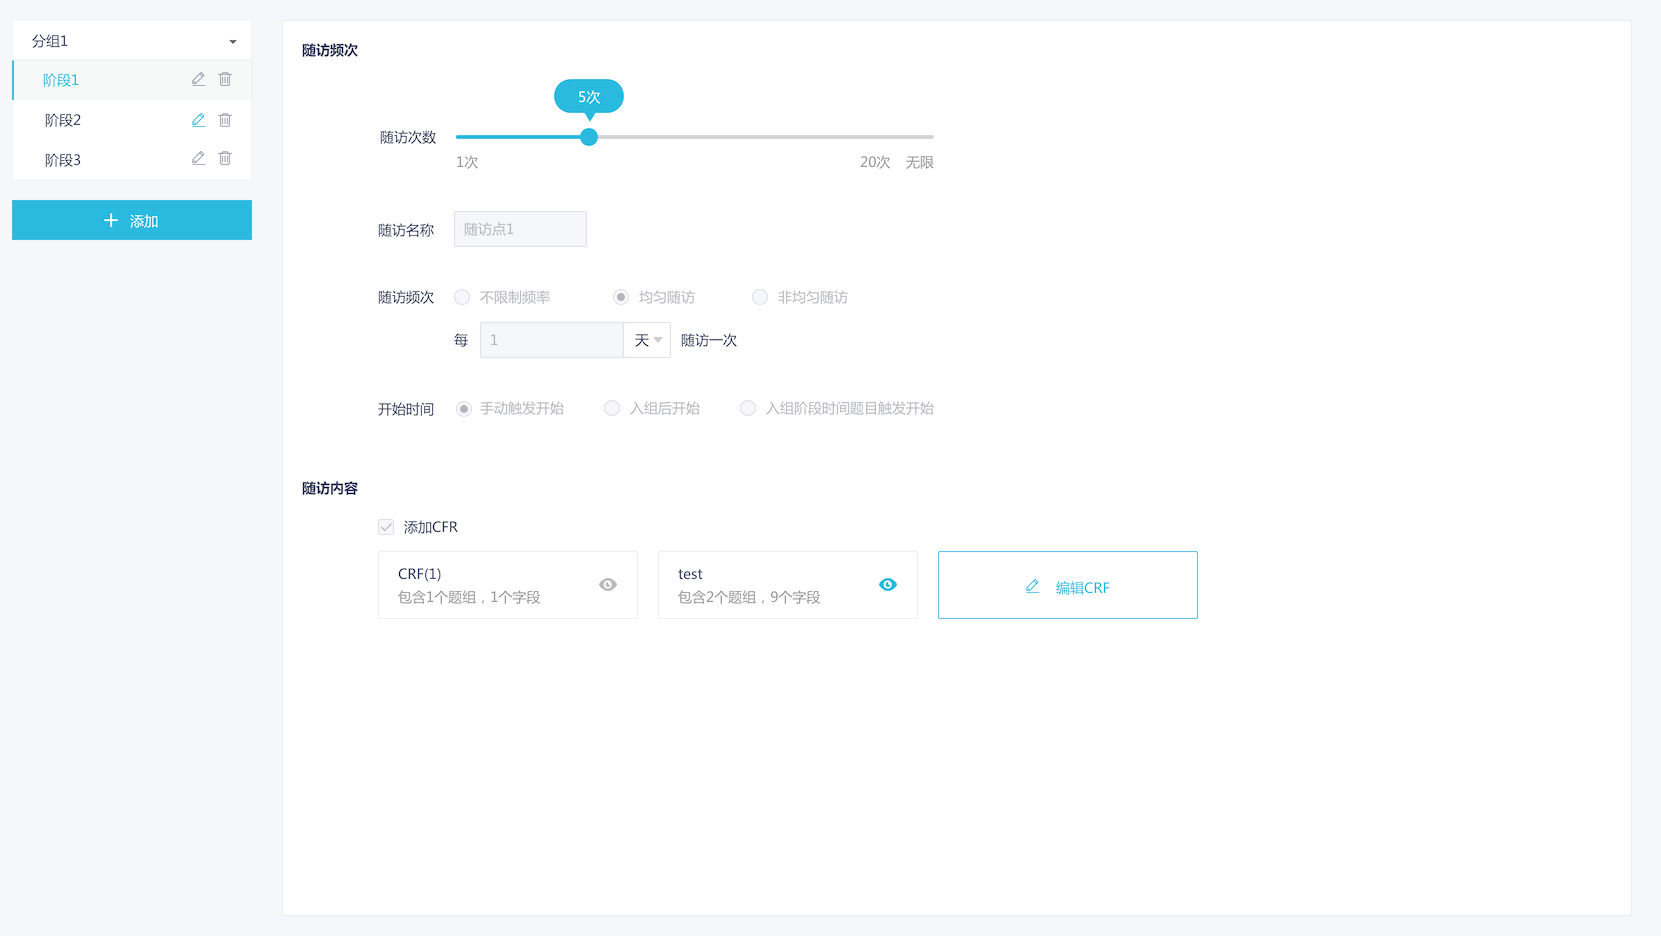 分组1
阶段1
阶段2
阶段3
添加
随访频次
5次
随访次数
1次 20次 无限
随访名称 随访点1
随访频次 不限制频率 均匀随访 非均匀随访
每 1 天 随访一次
开始时间 手动触发开始 入组后开始 入组阶段时间题目触发开始
随访内容
添加CFR
CRF(1)
包含1个题组，1个字段
test
包含2个题组，9个字段
编辑CRF